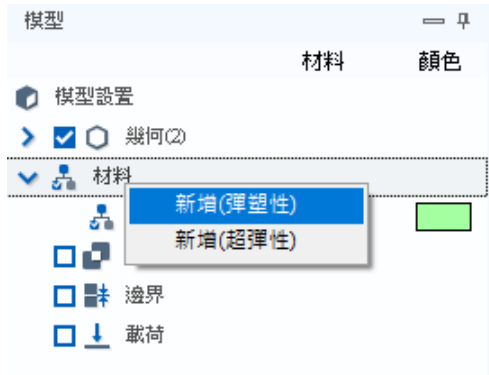 模型
材料 顏色
模型設置
幾何(2)
材料
新增(彈塑性)
新增(超彈性)
邊界
載荷